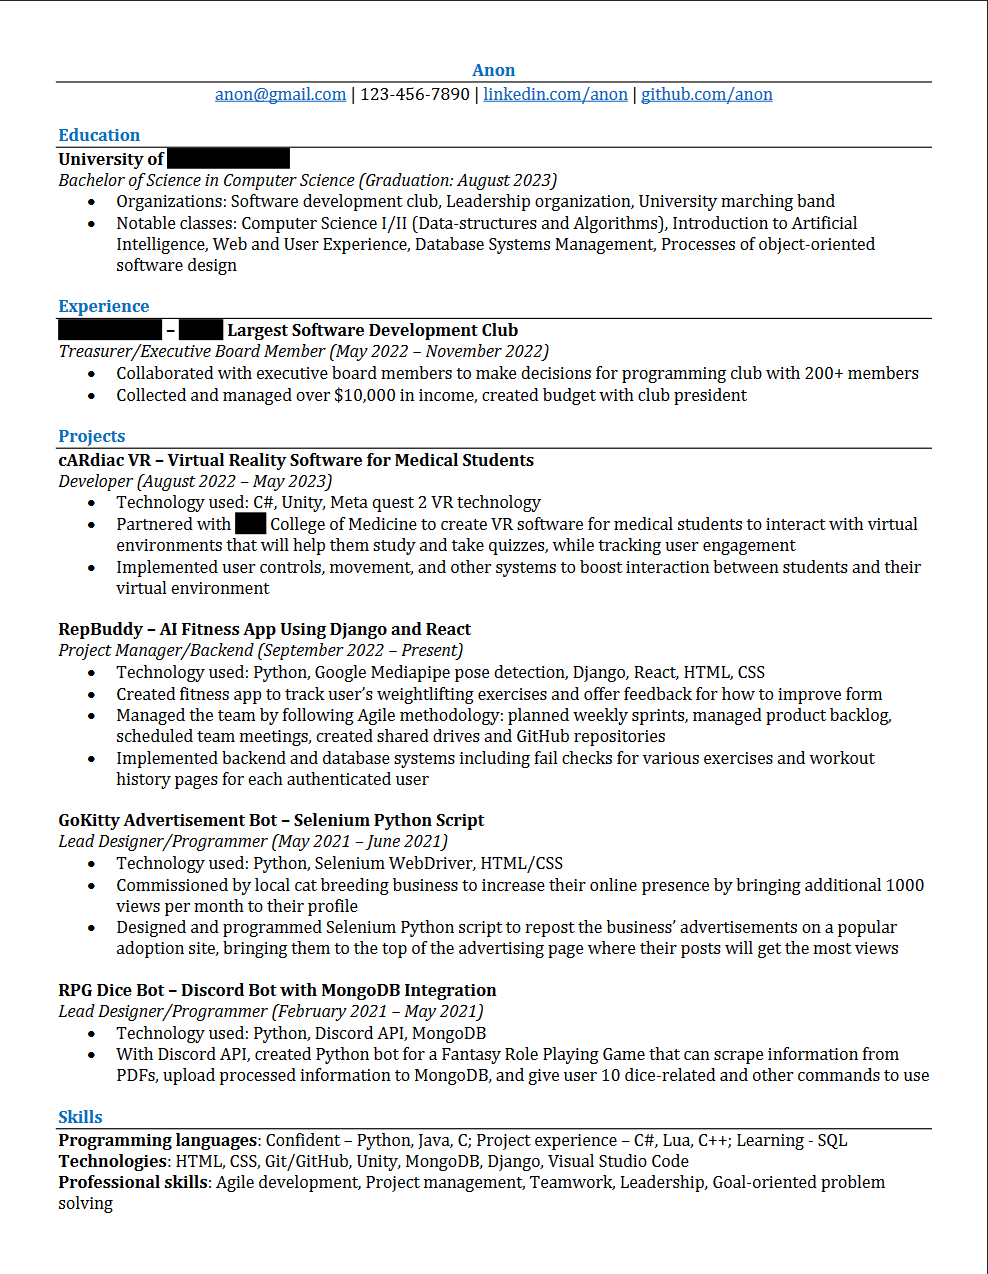 Anon
anon@gmail.com | 123-456-7890 | linkedin.com/anon | github.com/anon
Education
University of
Bachelor of Science in Computer Science (Graduation: August 2023)
• Organizations: Software development club, Leadership organization, University marching band
• Notable classes: Computer Science I/II (Data-structures and Algorithms), Introduction to Artificial
Intelligence, Web and User Experience, Database Systems Management, Processes of object-oriented
software design
Experience
– Largest Software Development Club
Treasurer/Executive Board Member (May 2022 – November 2022)
• Collaborated with executive board members to make decisions for programming club with 200+ members
• Collected and managed over $10,000 in income, created budget with club president
Projects
cARdiac VR – Virtual Reality Software for Medical Students
Developer (August 2022 – May 2023)
• Technology used: C#, Unity, Meta quest 2 VR technology
• Partnered with College of Medicine to create VR software for medical students to interact with virtual
environments that will help them study and take quizzes, while tracking user engagement
• Implemented user controls, movement, and other systems to boost interaction between students and their
virtual environment
RepBuddy – AI Fitness App Using Django and React
Project Manager/Backend (September 2022 – Present)
• Technology used: Python, Google Mediapipe pose detection, Django, React, HTML, CSS
• Created fitness app to track user’s weightlifting exercises and offer feedback for how to improve form
• Managed the team by following Agile methodology: planned weekly sprints, managed product backlog,
scheduled team meetings, created shared drives and GitHub repositories
• Implemented backend and database systems including fail checks for various exercises and workout
history pages for each authenticated user
GoKitty Advertisement Bot – Selenium Python Script
Lead Designer/Programmer (May 2021 – June 2021)
• Technology used: Python, Selenium WebDriver, HTML/CSS
• Commissioned by local cat breeding business to increase their online presence by bringing additional 1000
views per month to their profile
• Designed and programmed Selenium Python script to repost the business’ advertisements on a popular
adoption site, bringing them to the top of the advertising page where their posts will get the most views
RPG Dice Bot – Discord Bot with MongoDB Integration
Lead Designer/Programmer (February 2021 – May 2021)
• Technology used: Python, Discord API, MongoDB
• With Discord API, created Python bot for a Fantasy Role Playing Game that can scrape information from
PDFs, upload processed information to MongoDB, and give user 10 dice-related and other commands to use
Skills
Programming languages: Confident – Python, Java, C; Project experience – C#, Lua, C++; Learning - SQL
Technologies: HTML, CSS, Git/GitHub, Unity, MongoDB, Django, Visual Studio Code
Professional skills: Agile development, Project management, Teamwork, Leadership, Goal-oriented problem
solving